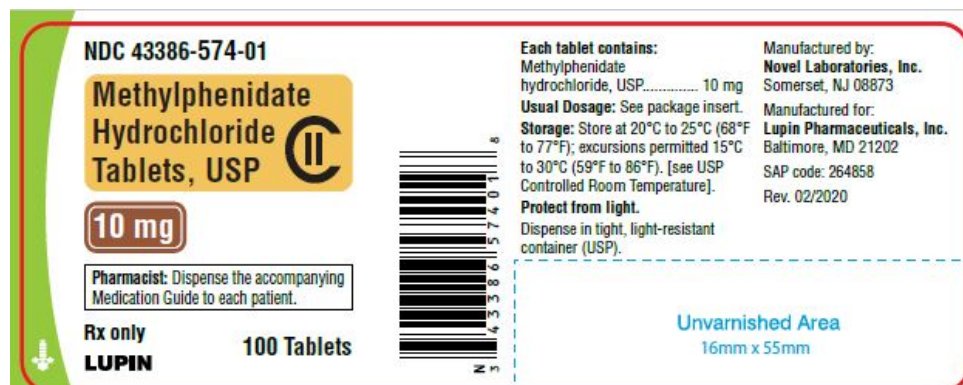 NDC 43386-574-01
Methylphenidate
Hydrochloride
Tablets, USP
CII
10 mg
Pharmacist: Dispense the accompanying
Medication Guide to each patient.
Rx only
LUPIN
100 Tablets
N
3
43386 57401
8
Each tablet contains:
Methylphenidate
hydrochloride, USP.............. 10 mg
Usual Dosage: See package insert.
Storage: Store at 20°C to 25°C (68°F
to 77°F); excursions permitted 15°C
to 30°C (59°F to 86°F). [see USP
Controlled Room Temperature].
Protect from light.
Dispense in tight, light-resistant
container (USP).
Manufactured by:
Novel Laboratories, Inc.
Somerset, NJ 08873
Manufactured for:
Lupin Pharmaceuticals, Inc.
Baltimore, MD 21202
SAP code: 264858
Rev. 02/2020
Unvarnished Area
16mm x 55mm